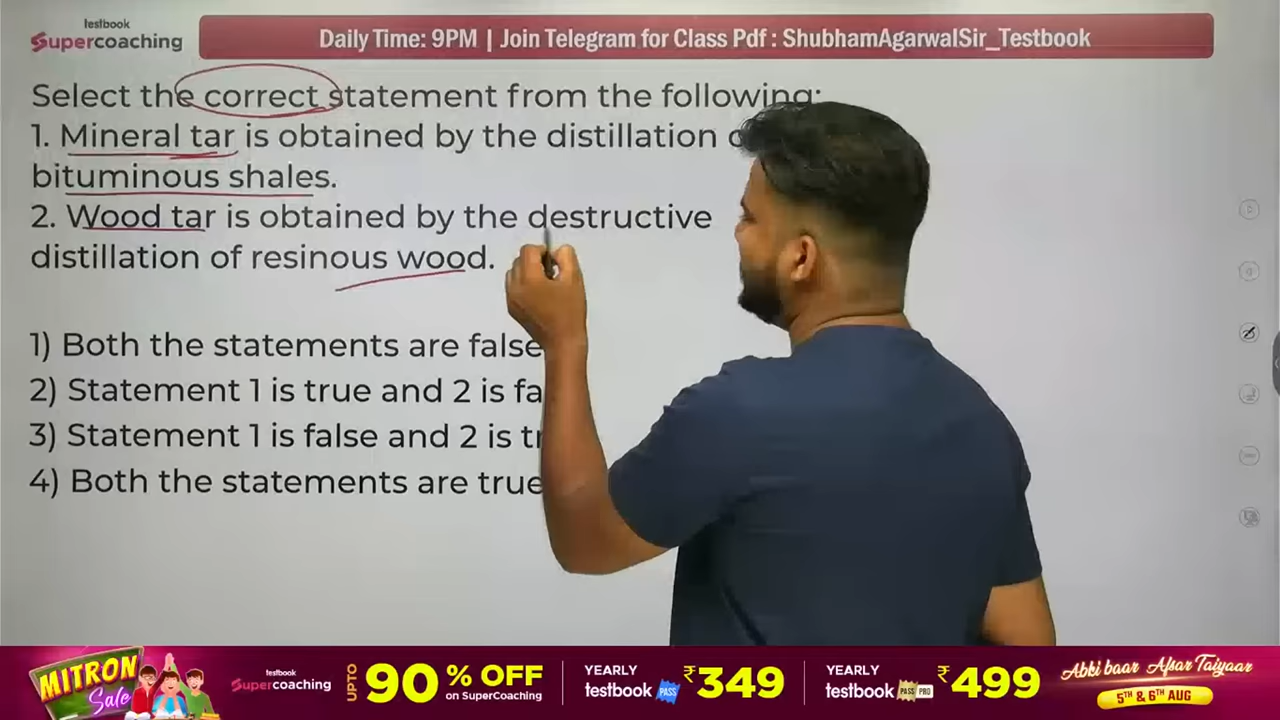 testbook
Supercoaching
Daily Time: 9PM | Join Telegram for Class Pdf : ShubhamAgarwalSir_Testbook
Select the correct statement from the following:
1. Mineral tar is obtained by the distillation
bituminous shales.
2. Wood tar is obtained by the destructive
distillation of resinous wood.
1) Both the statements are false
2) Statement 1 is true and 2 is
3) Statement 1 is false and 2 is
4) Both the statements are true
MITRON
Sale
testbook
Supercoaching
UPTO 90% OFF
on SuperCoaching
YEARLY
testbook PASS
₹349
YEARLY
testbook PASS PRO
₹499
Abki baar Afsar Taiyaar
5TH & 6TH AUG